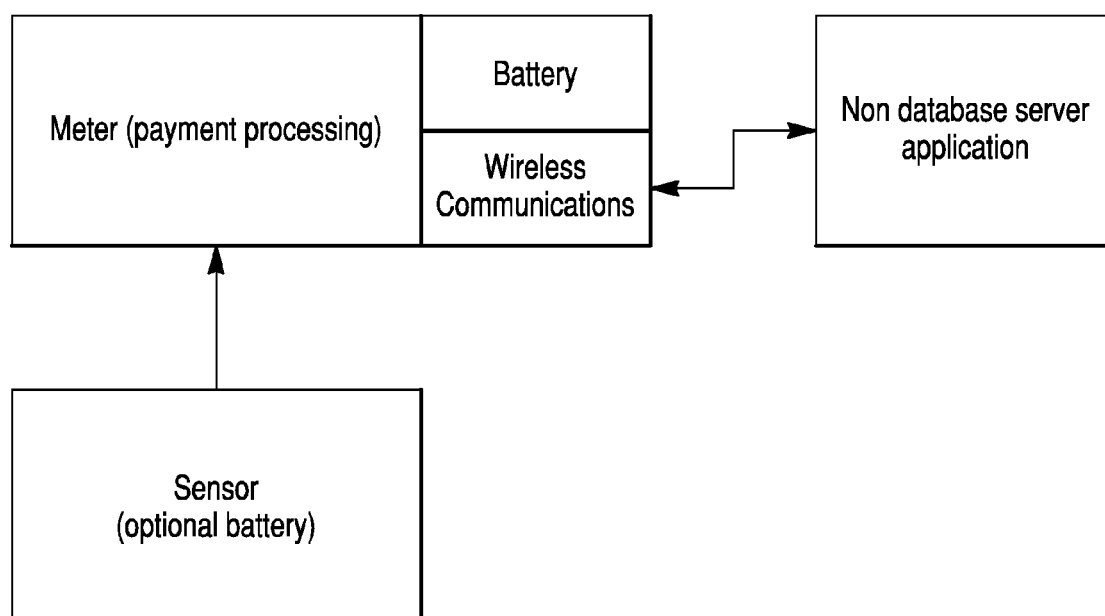 Meter (payment processing)
Battery
Wireless
Communications
Non database server
application
Sensor
(optional battery)